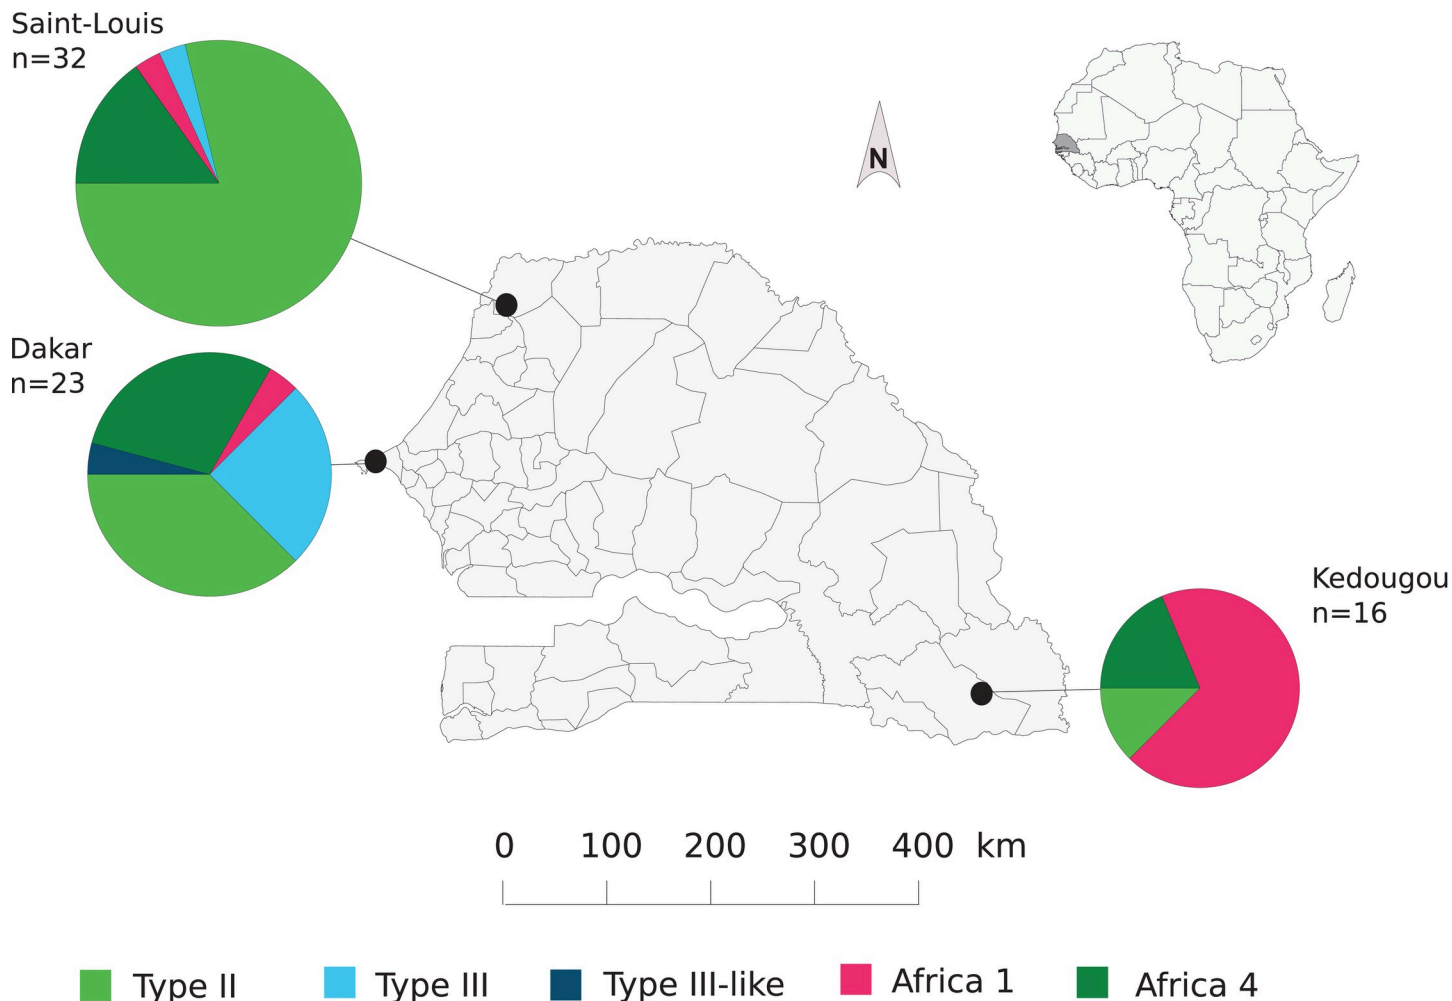 Saint-Louis
n=32
N
Dakar
n=23
Kedougou
n=16
0 100 200 300 400 km
Type II Type III Type III-like Africa 1 Africa 4